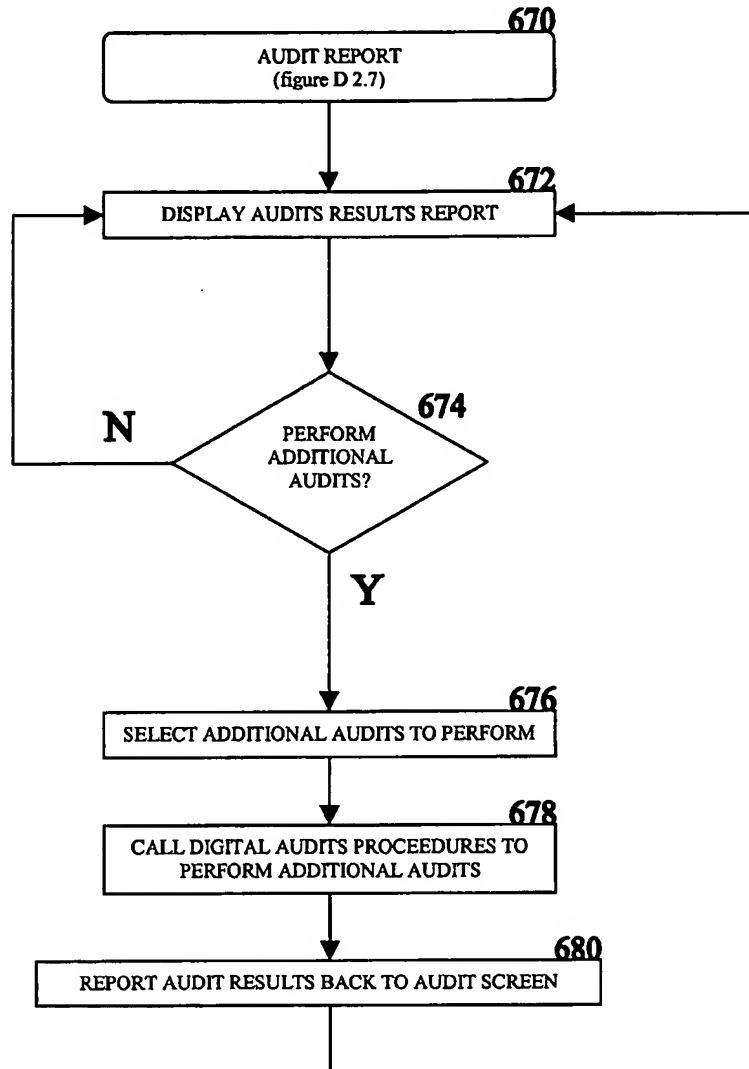 670
AUDIT REPORT
(figure D 2.7)
672
DISPLAY AUDITS RESULTS REPORT
674
N
PERFORM
ADDITIONAL
AUDITS?
Y
676
SELECT ADDITIONAL AUDITS TO PERFORM
678
CALL DIGITAL AUDITS PROCEEDURES TO
PERFORM ADDITIONAL AUDITS
680
REPORT AUDIT RESULTS BACK TO AUDIT SCREEN